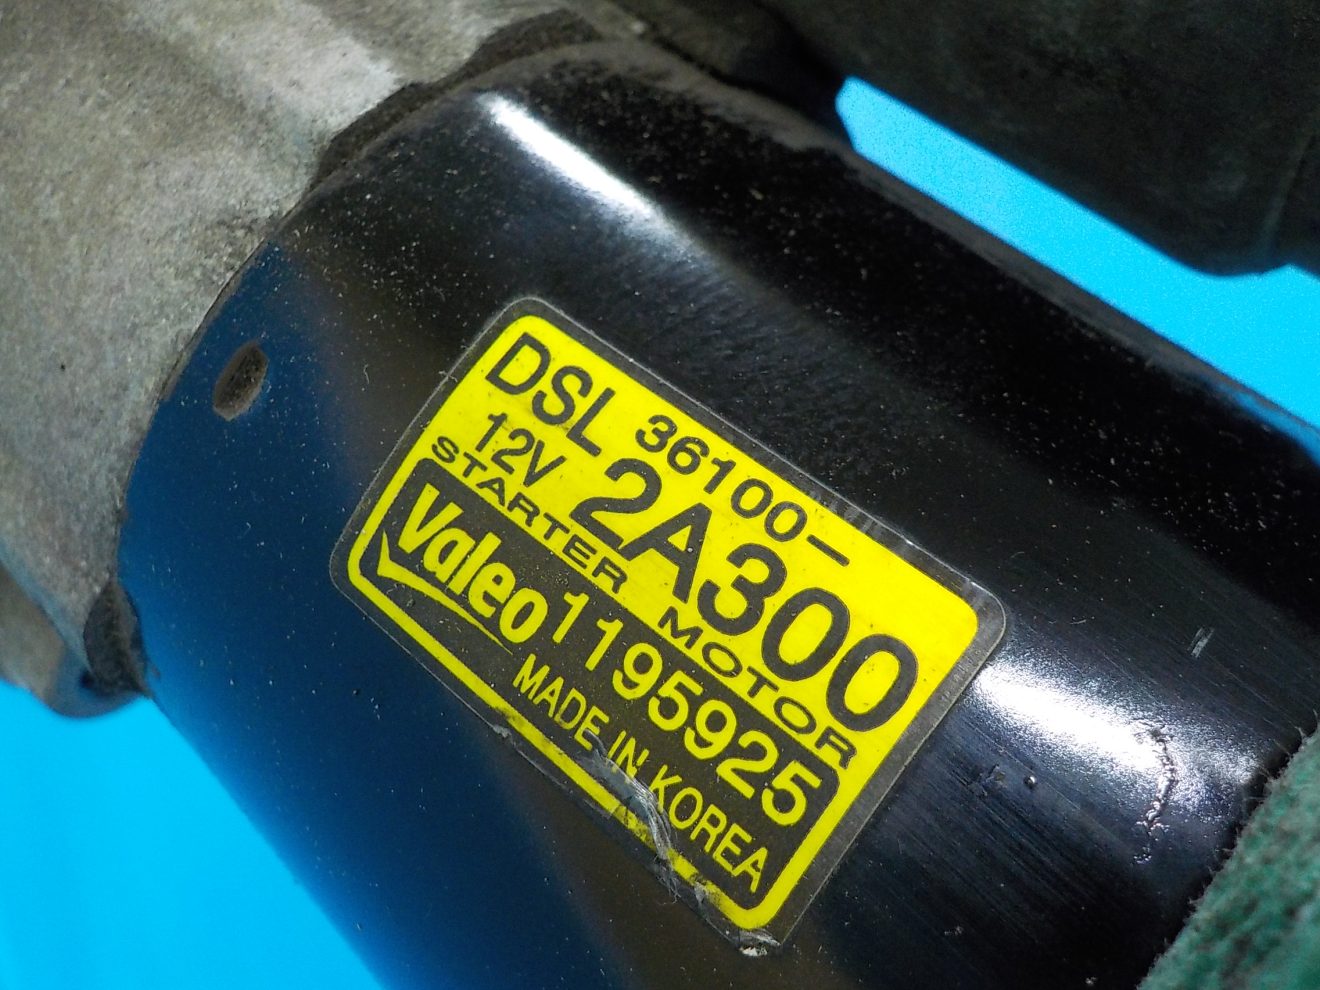 DSL 36100-
12V 2A300
STARTER MOTOR
Valeo 1195925
MADE IN KOREA